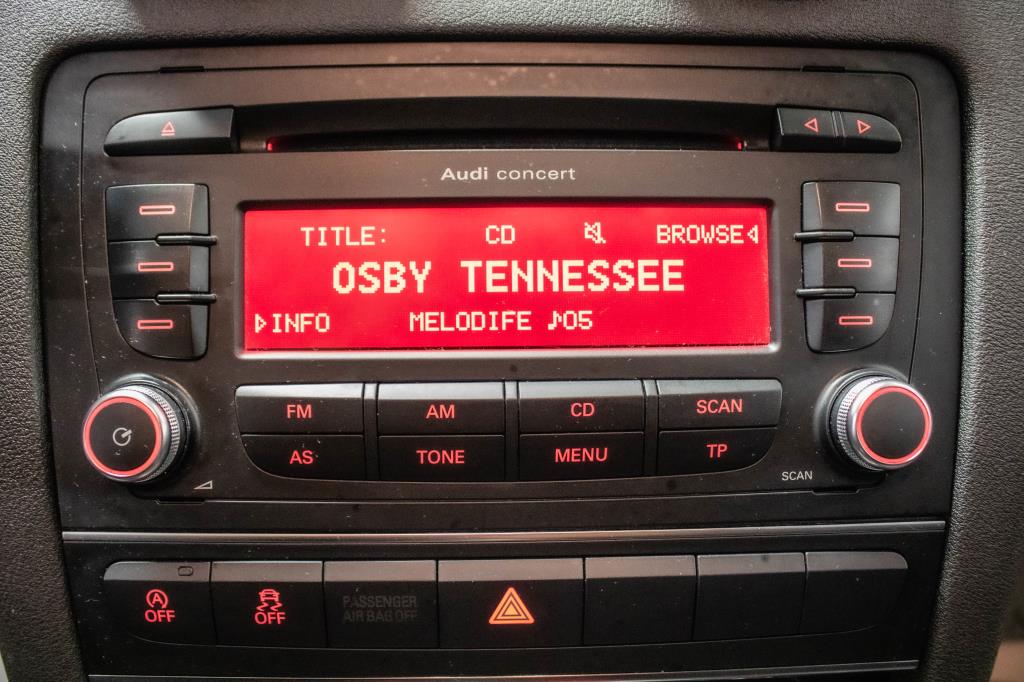 Audi concert
TITLE: CD BROWSE
OSBY TENNESSEE
INFO MELODIFE ♪05
FM AM CD SCAN
AS TONE MENU TP
SCAN
A OFF
OFF
PASSENGER
AIR BAG OFF